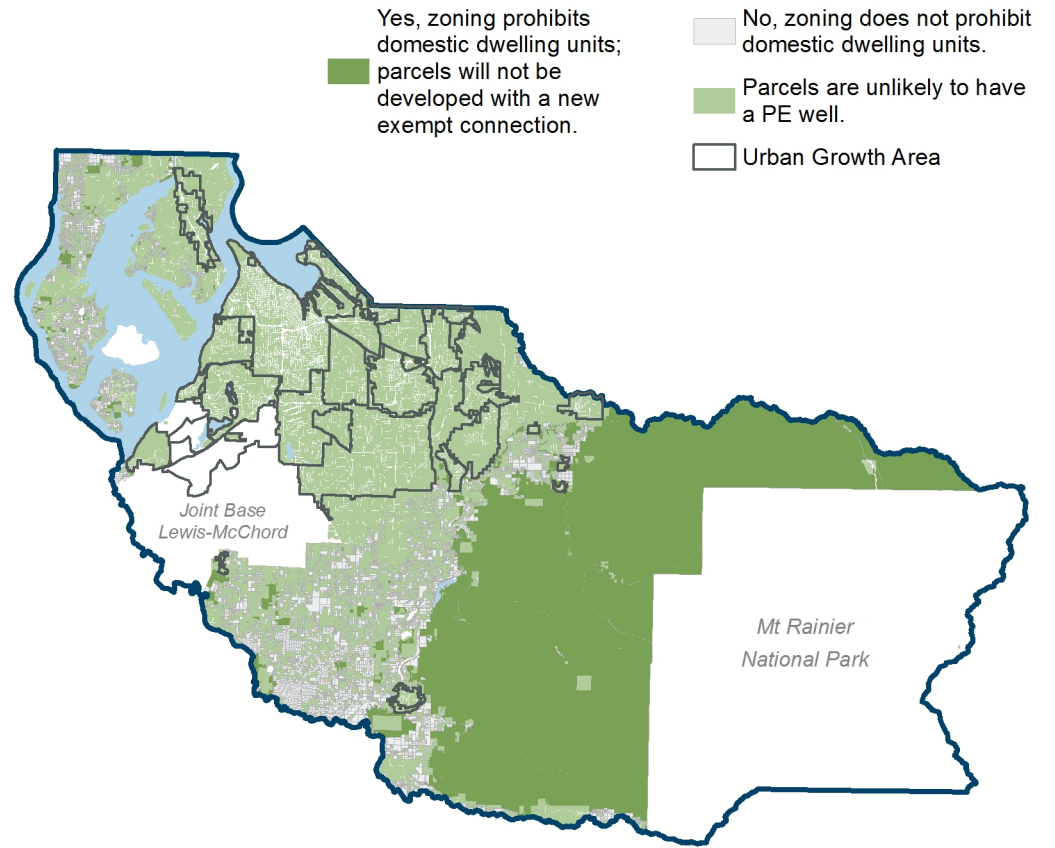 Yes, zoning prohibits
domestic dwelling units;
parcels will not be
developed with a new
exempt connection.
No, zoning does not prohibit
domestic dwelling units.
Parcels are unlikely to have
a PE well.
Urban Growth Area
Joint Base
Lewis-McChord
Mt Rainier
National Park